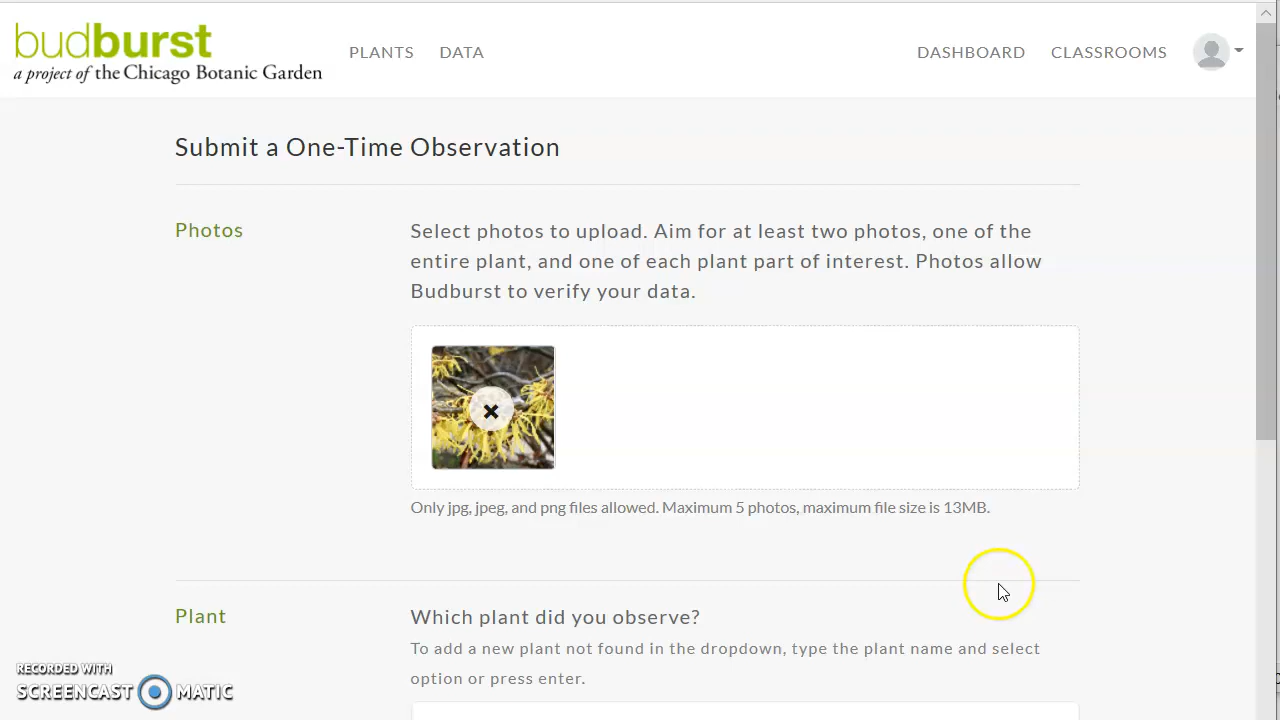 budburst
a project of the Chicago Botanic Garden
PLANTS DATA DASHBOARD CLASSROOMS
Submit a One-Time Observation
Photos
Select photos to upload. Aim for at least two photos, one of the
entire plant, and one of each plant part of interest. Photos allow
Budburst to verify your data.
Only jpg, jpeg, and png files allowed. Maximum 5 photos, maximum file size is 13MB.
Plant
Which plant did you observe?
To add a new plant not found in the dropdown, type the plant name and select
option or press enter.
RECORDED WITH
SCREENCAST MATIC